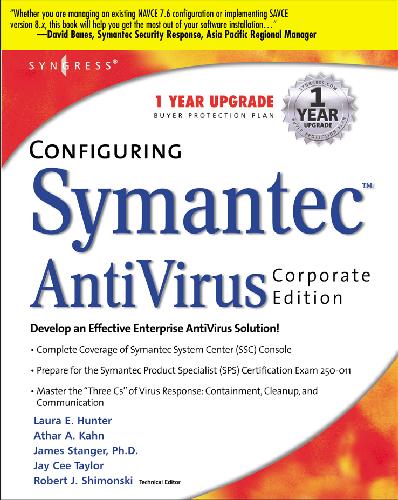 "Whether you are managing an existing NAVCE 7.6 configuration or implementing SAVCE
version 8.x, this book will help you get the most out of your software installation…"
—David Banes, Symantec Security Response, Asia Pacific Regional Manager
SYNGRESS®
1 YEAR UPGRADE
BUYER PROTECTION PLAN
1
YEAR
UPGRADE
CONFIGURING
Symantec™
AntiVirus
Corporate
Edition
Develop an Effective Enterprise AntiVirus Solution!
• Complete Coverage of Symantec System Center (SSC) Console
• Prepare for the Symantec Product Specialist (SPS) Certification Exam 250-011
• Master the "Three Cs" of Virus Response: Containment, Cleanup, and
Communication
Laura E. Hunter
Athar A. Kahn
James Stanger, Ph.D.
Jay Cee Taylor
Robert J. Shimonski Technical Editor